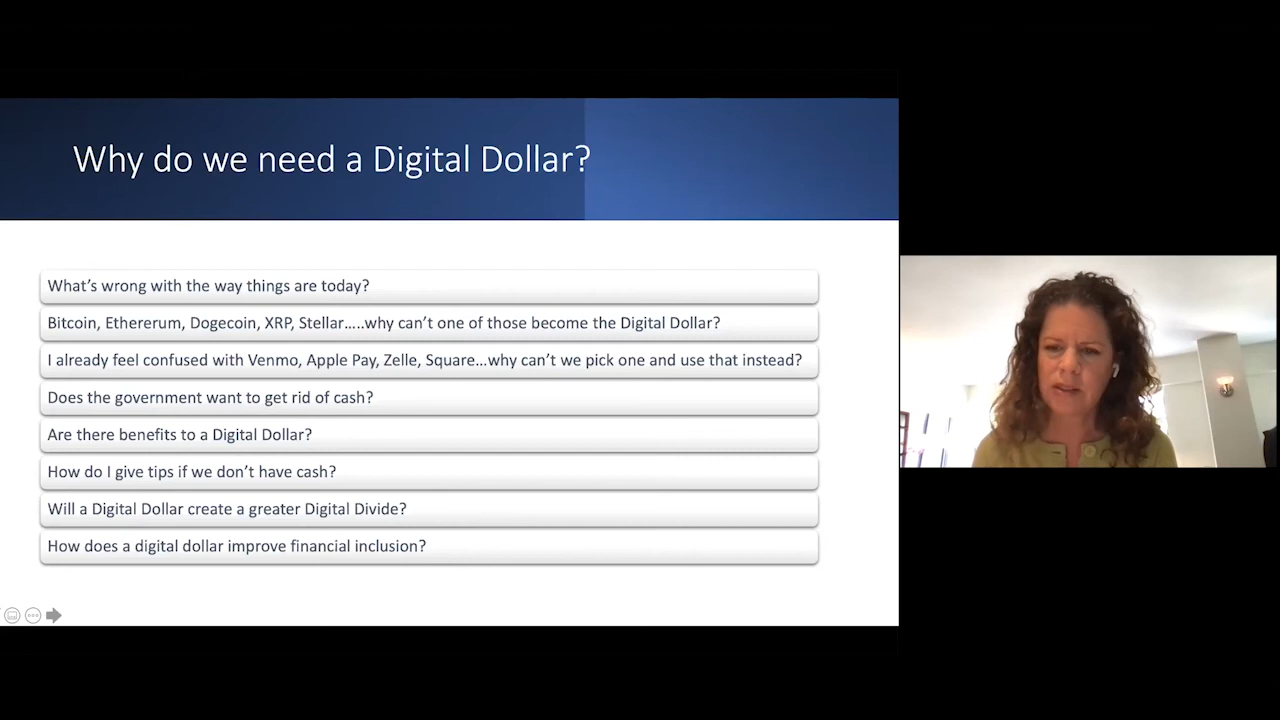 Why do we need a Digital Dollar?
What's wrong with the way things are today?
Bitcoin, Ethererum, Dogecoin, XRP, Stellar.....why can't one of those become the Digital Dollar?
I already feel confused with Venmo, Apple Pay, Zelle, Square...why can't we pick one and use that instead?
Does the government want to get rid of cash?
Are there benefits to a Digital Dollar?
How do I give tips if we don't have cash?
Will a Digital Dollar create a greater Digital Divide?
How does a digital dollar improve financial inclusion?